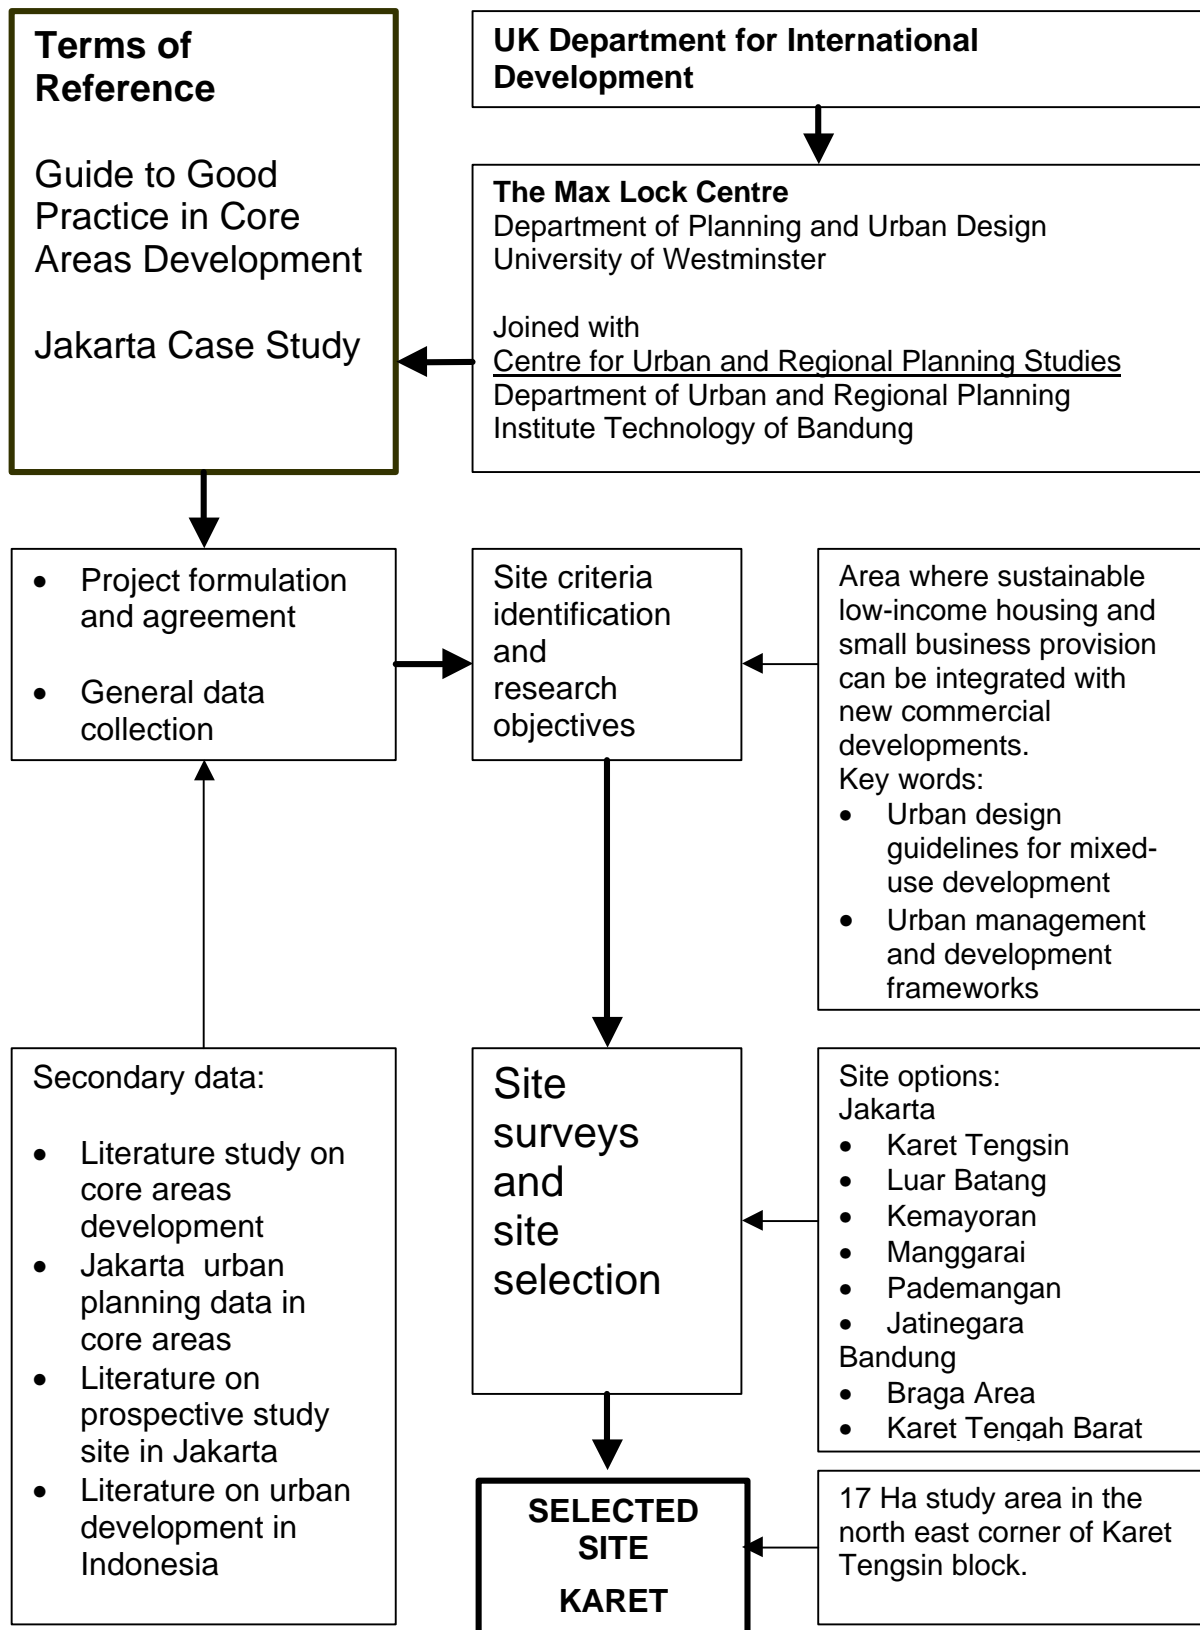 Terms of
Reference
Guide to Good
Practice in Core
Areas Development
Jakarta Case Study
UK Department for International
Development
The Max Lock Centre
Department of Planning and Urban Design
University of Westminster
Joined with
Centre for Urban and Regional Planning Studies
Department of Urban and Regional Planning
Institute Technology of Bandung
• Project formulation
and agreement
• General data
collection
Site criteria
identification
and
research
objectives
Area where sustainable
low-income housing and
small business provision
can be integrated with
new commercial
developments.
Key words:
• Urban design
guidelines for mixed-
use development
• Urban management
and development
frameworks
Secondary data:
• Literature study on
core areas
development
• Jakarta urban
planning data in
core areas
• Literature on
prospective study
site in Jakarta
• Literature on urban
development in
Indonesia
Site
surveys
and
site
selection
Site options:
Jakarta
• Karet Tengsin
• Luar Batang
• Kemayoran
• Manggarai
• Pademangan
• Jatinegara
Bandung
• Braga Area
• Karet Tengah Barat
SELECTED
SITE
KARET
17 Ha study area in the
north east corner of Karet
Tengsin block.